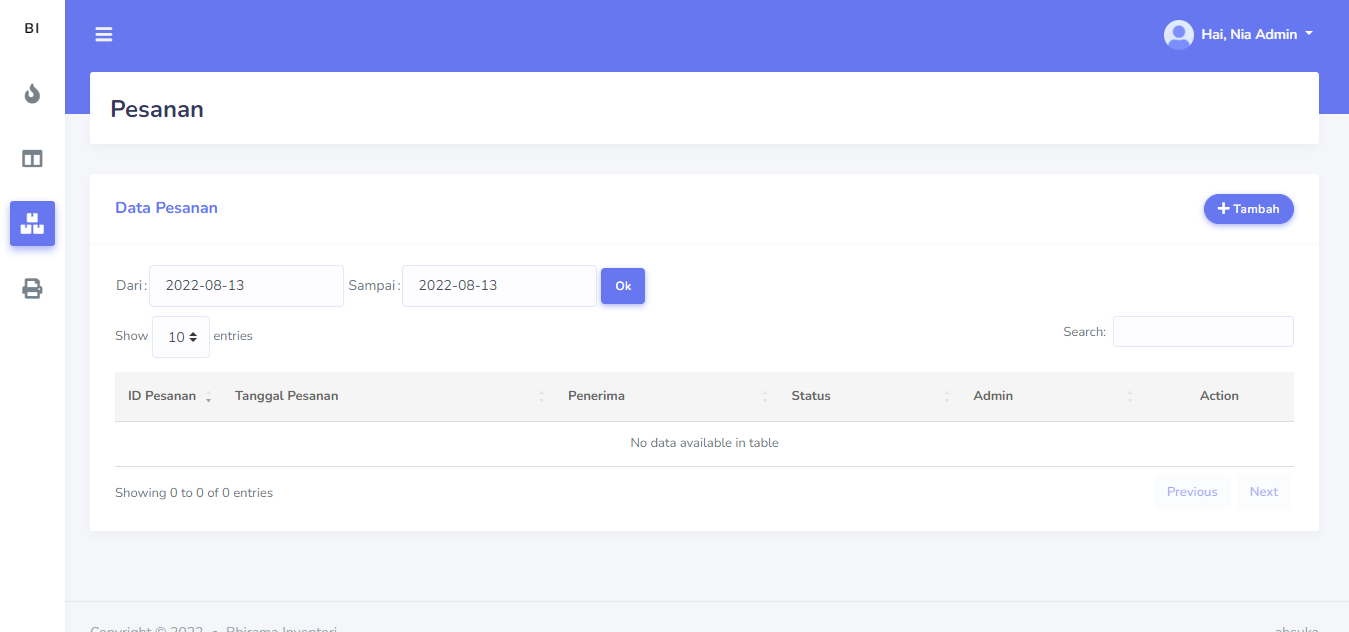 BI
Hai, Nia Admin
Pesanan
Data Pesanan
Tambah
Dari: 2022-08-13 Sampai: 2022-08-13 Ok
Show 10 entries
Search:
ID Pesanan Tanggal Pesanan Penerima Status Admin Action
No data available in table
Showing 0 to 0 of 0 entries
Previous Next
Copyright © 2022 • Bhirama Inventori